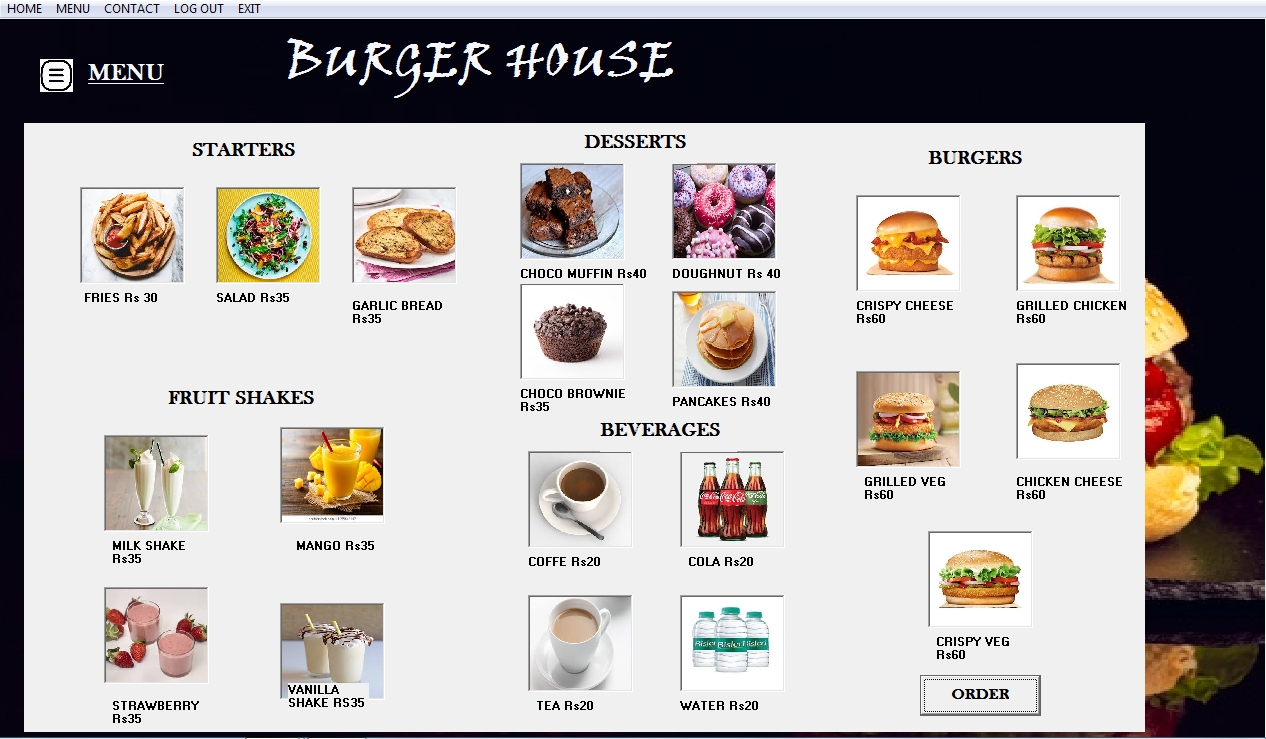 HOME MENU CONTACT LOG OUT EXIT
MENU
BURGER HOUSE
STARTERS
FRIES Rs 30
SALAD Rs35
GARLIC BREAD
Rs35
FRUIT SHAKES
MILK SHAKE
Rs35
MANGO Rs35
STRAWBERRY
Rs35
VANILLA
SHAKE RS35
DESSERTS
CHOCO MUFFIN Rs40
DOUGHNUT Rs 40
CHOCO BROWNIE
Rs35
PANCAKES Rs40
BEVERAGES
COFFE Rs20
Coca-Cola
COLA Rs20
TEA Rs20
WATER Rs20
BURGERS
CRISPY CHEESE
Rs60
GRILLED CHICKEN
Rs60
GRILLED VEG
Rs60
CHICKEN CHEESE
Rs60
CRISPY VEG
Rs60
ORDER